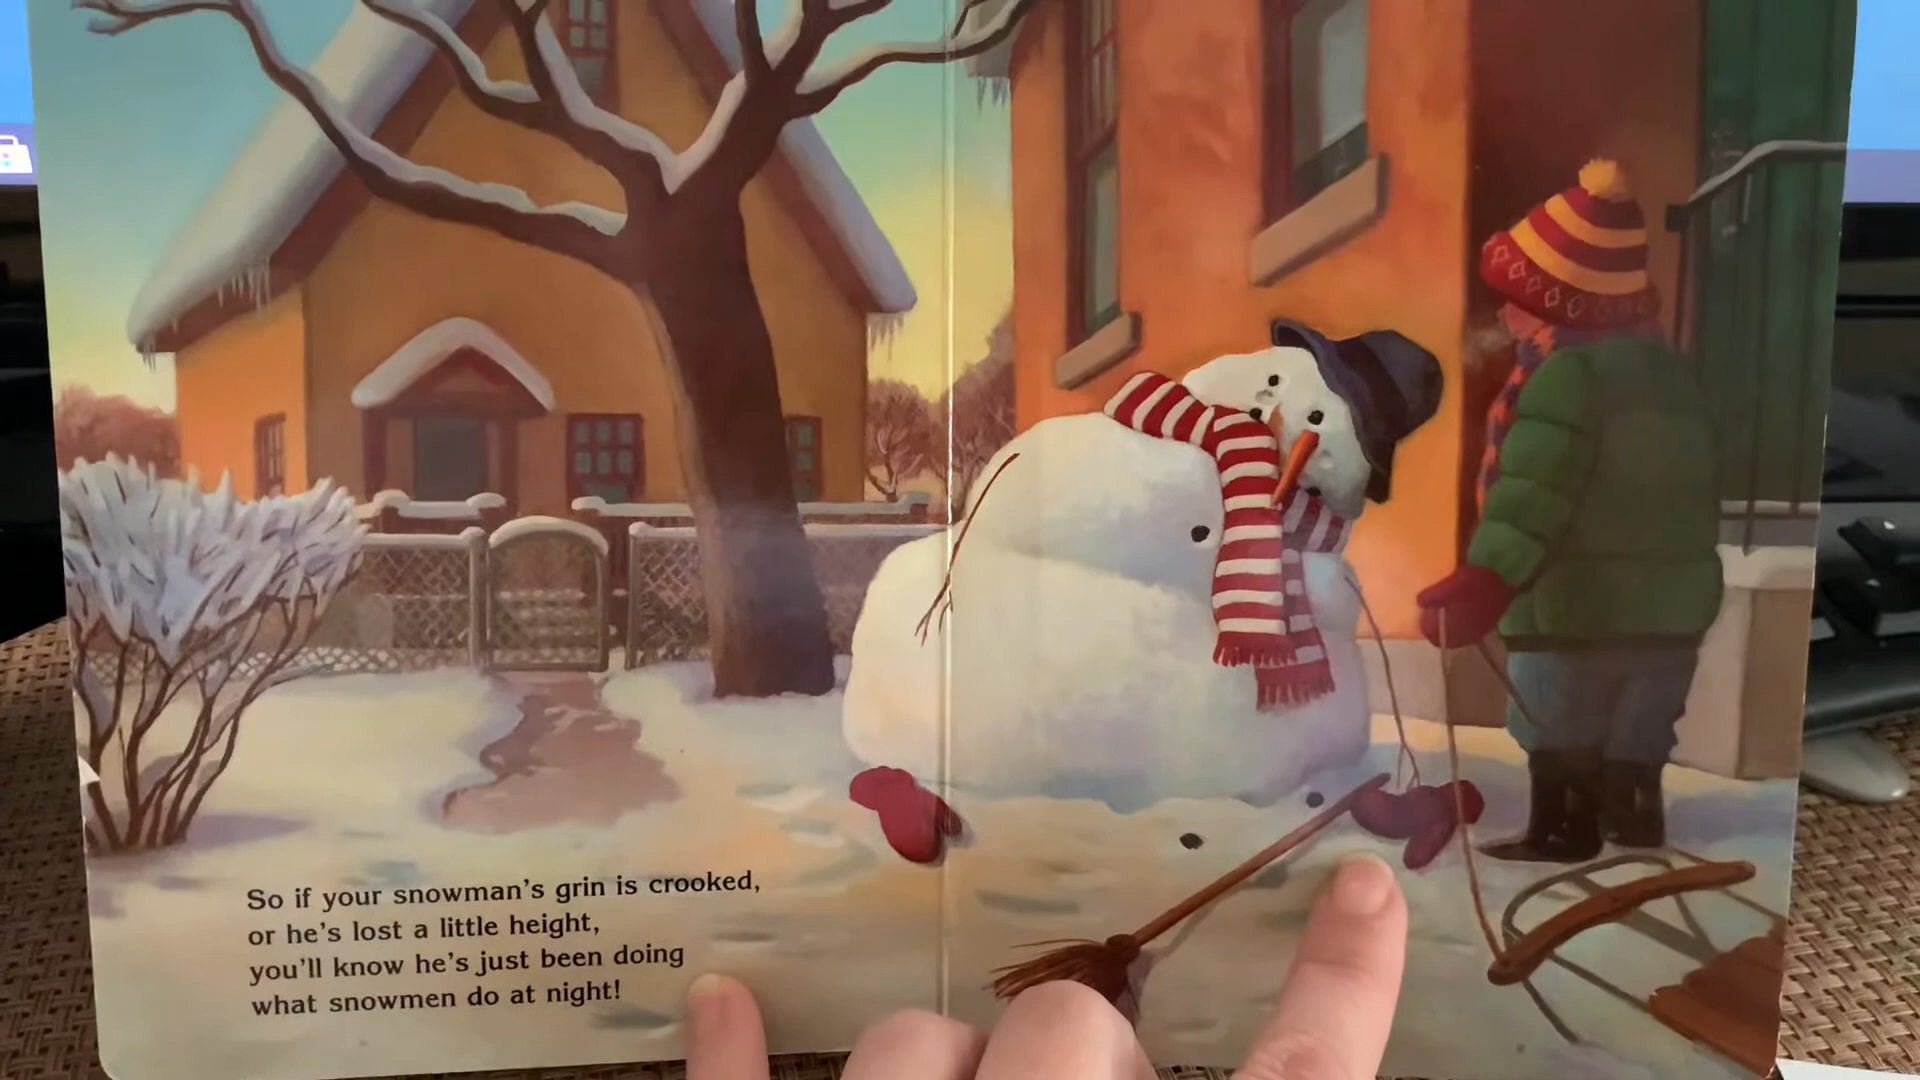 So if your snowman's grin is crooked,
or he's lost a little height,
you'll know he's just been doing
what snowmen do at night!